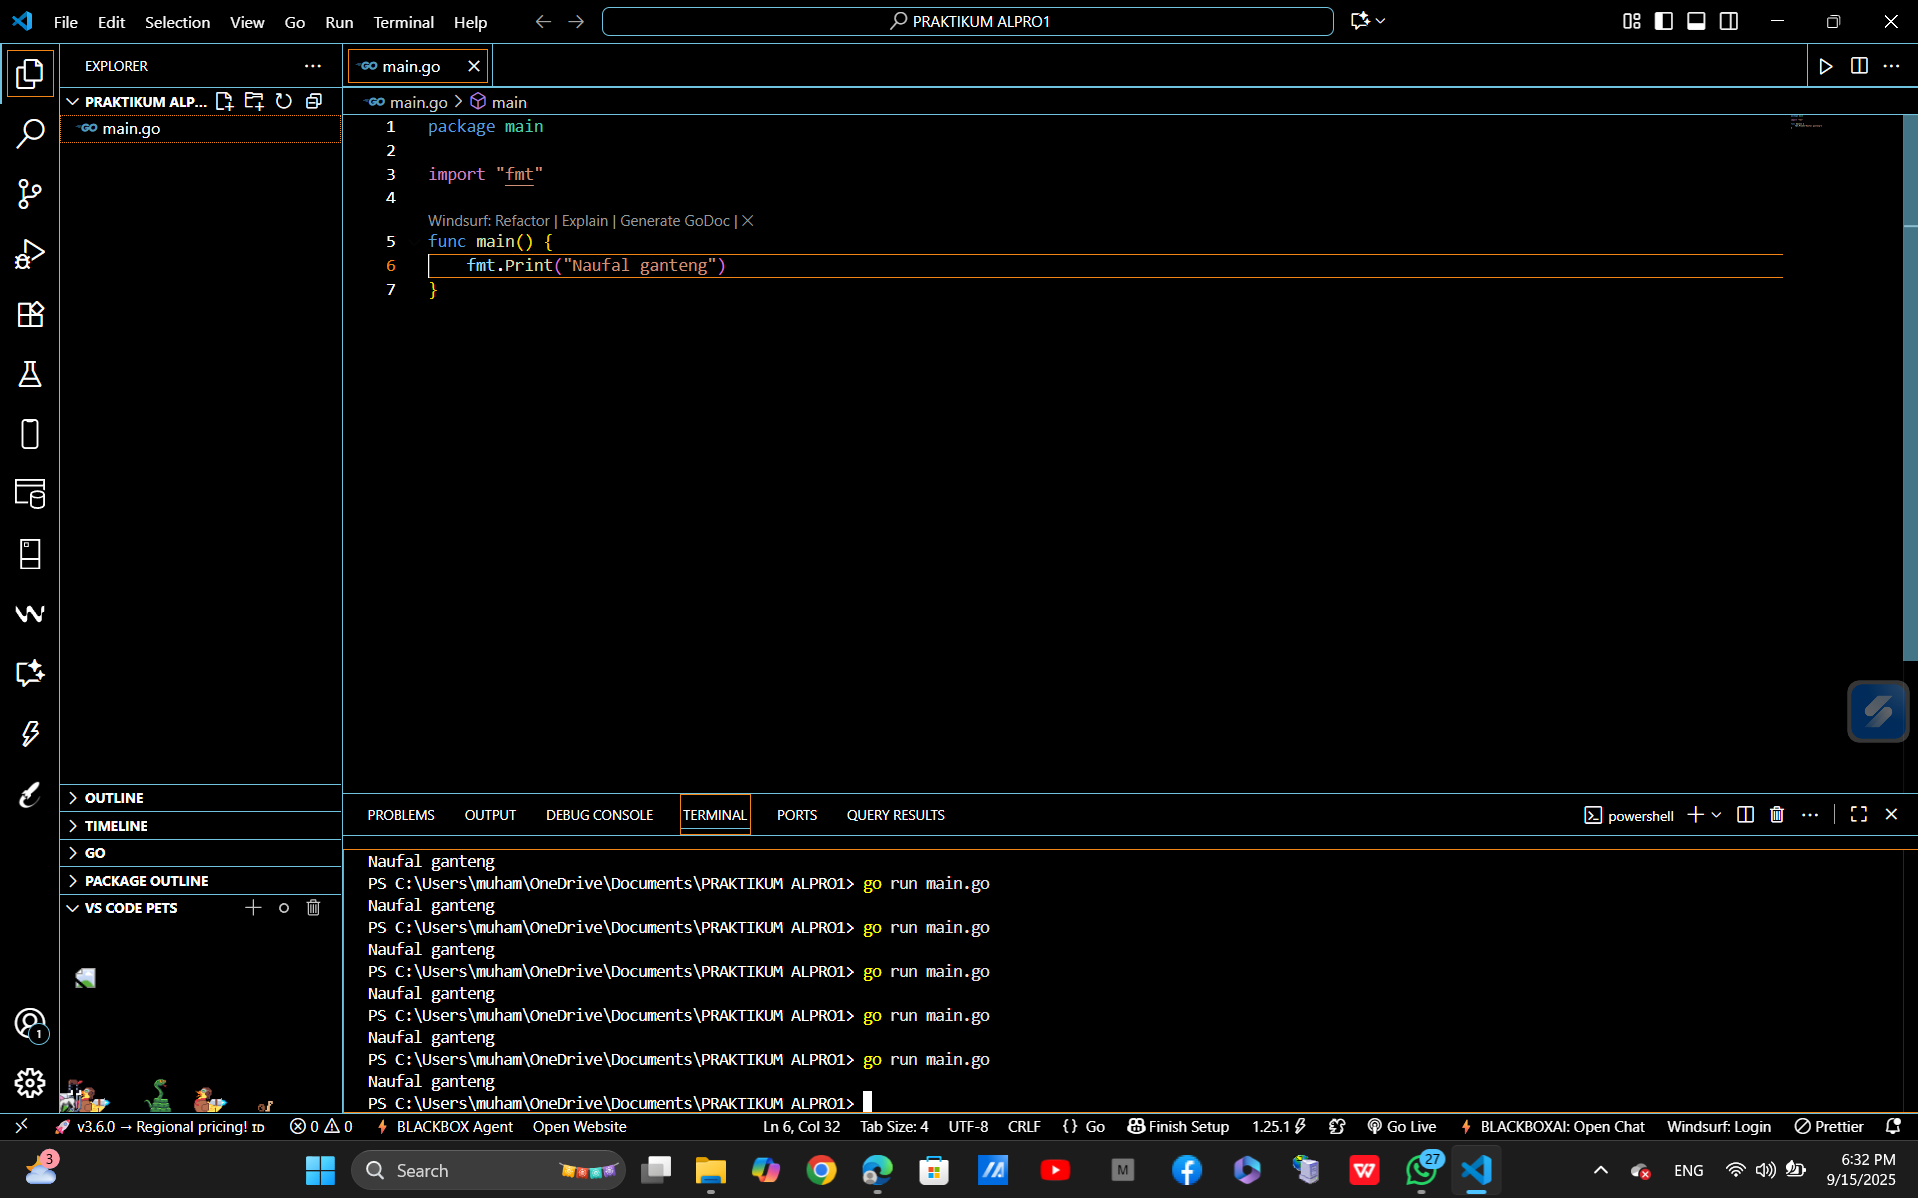 File Edit Selection View Go Run Terminal Help
PRAKTIKUM ALPRO1
EXPLORER
main.go
PRAKTIKUM ALP...
main.go
main.go > main
1 package main
2
3 import "fmt"
4
Windsurf: Refactor | Explain | Generate GoDoc | X
5 func main() {
6 fmt.Print("Naufal ganteng")
7 }
OUTLINE
TIMELINE
GO
PACKAGE OUTLINE
VS CODE PETS
PROBLEMS OUTPUT DEBUG CONSOLE TERMINAL PORTS QUERY RESULTS
powershell
Naufal ganteng
PS C:\Users\muham\OneDrive\Documents\PRAKTIKUM ALPRO1> go run main.go
Naufal ganteng
PS C:\Users\muham\OneDrive\Documents\PRAKTIKUM ALPRO1> go run main.go
Naufal ganteng
PS C:\Users\muham\OneDrive\Documents\PRAKTIKUM ALPRO1> go run main.go
Naufal ganteng
PS C:\Users\muham\OneDrive\Documents\PRAKTIKUM ALPRO1> go run main.go
Naufal ganteng
PS C:\Users\muham\OneDrive\Documents\PRAKTIKUM ALPRO1> go run main.go
Naufal ganteng
PS C:\Users\muham\OneDrive\Documents\PRAKTIKUM ALPRO1>
1
v3.6.0 → Regional pricing! ID 0 0 BLACKBOX Agent Open Website Ln 6, Col 32 Tab Size: 4 UTF-8 CRLF {} Go Finish Setup 1.25.1 Go Live BLACKBOXAI: Open Chat Windsurf: Login Prettier
3
Search
M
W
27
ENG
6:32 PM
9/15/2025